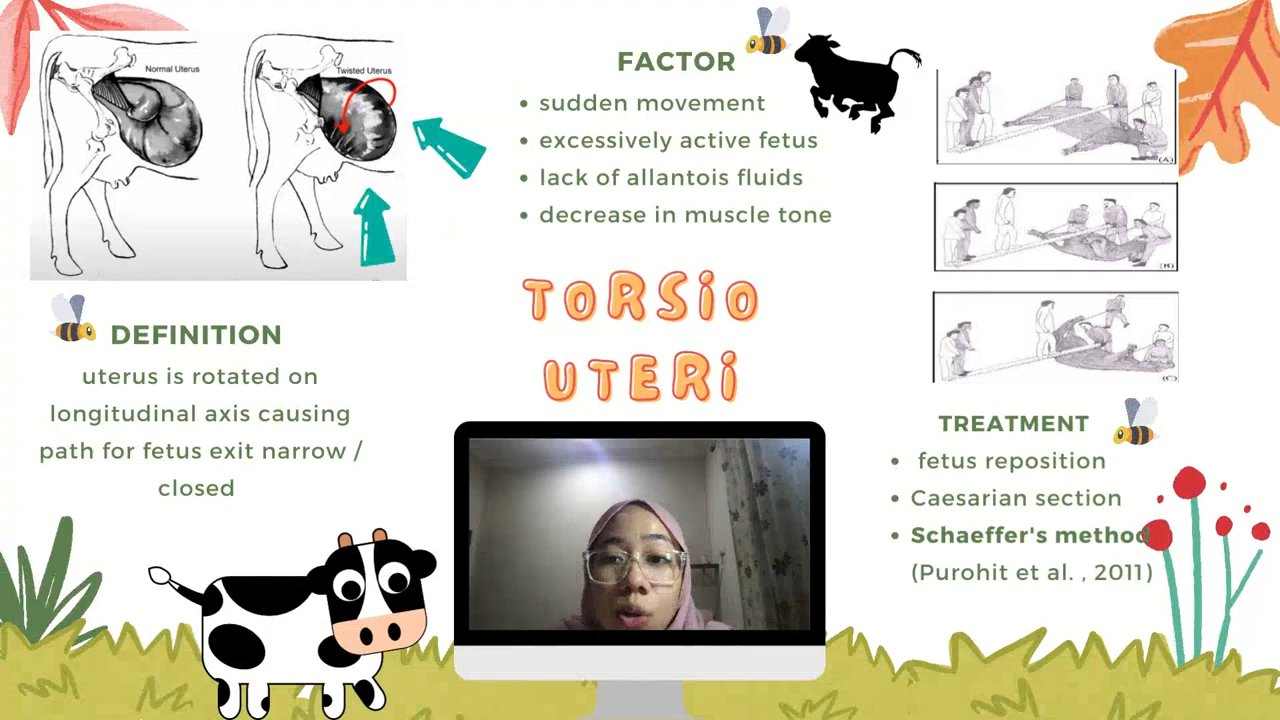 Normal Uterus
Twisted Uterus
FACTOR
• sudden movement
• excessively active fetus
• lack of allantois fluids
• decrease in muscle tone
(A)
(B)
(C)
TORSiO
UTERi
DEFINITION
uterus is rotated on
longitudinal axis causing
path for fetus exit narrow /
closed
TREATMENT
• fetus reposition
• Caesarian section
• Schaeffer's method
(Purohit et al. , 2011)